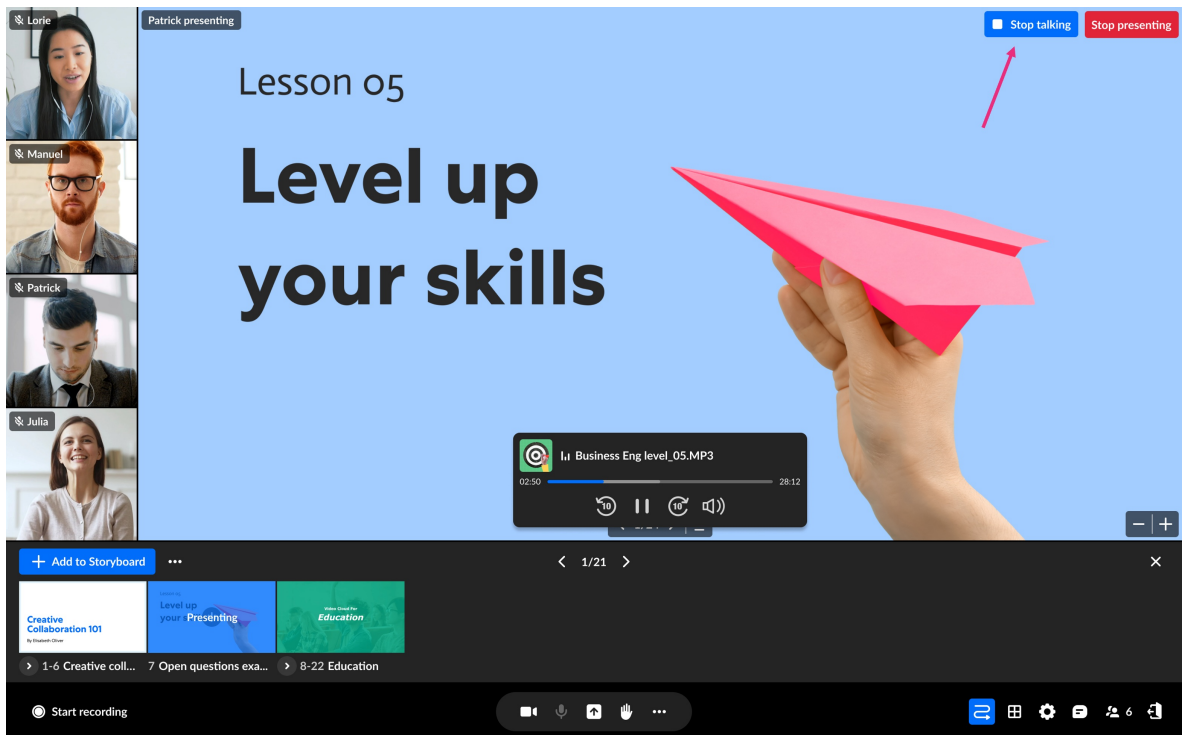 Lorie
Patrick presenting
Stop talking
Stop presenting
Manuel
Patrick
Julia
Lesson 05
Level up
your skills
Business Eng level_05.MP3
02:50
28:12
10
10
Add to Storyboard
1/21
Creative
Collaboration 101
By Elizabeth Oliver
Level up
Presenting
Video Cloud For
Education
1-6 Creative coll...
7 Open questions exa...
8-22 Education
Start recording
6